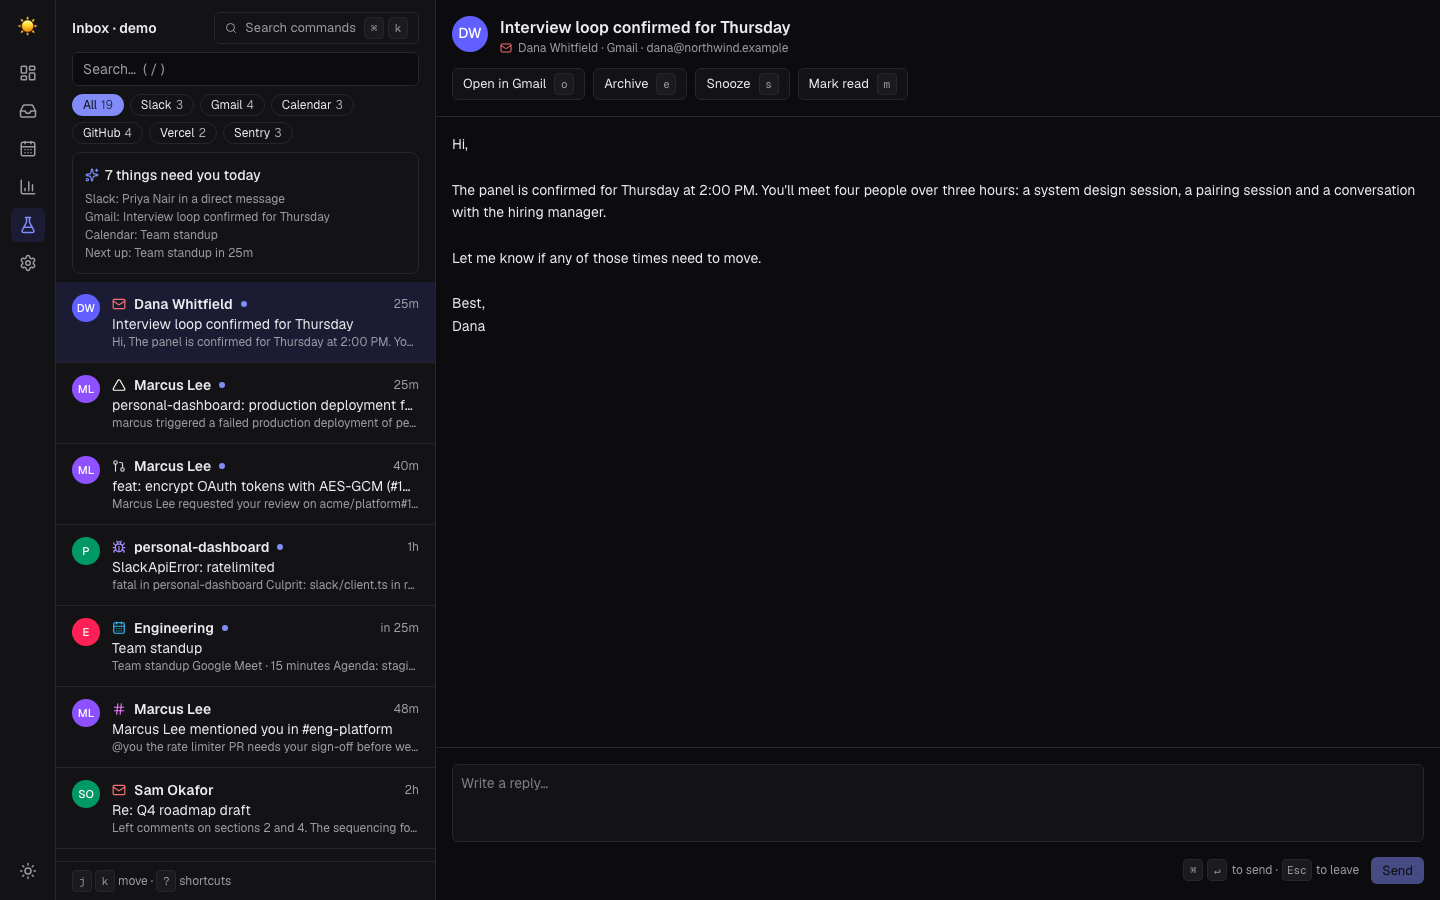 Inbox · demo
Search commands ⌘ k
Search... ( / )
All 19 Slack 3 Gmail 4 Calendar 3
GitHub 4 Vercel 2 Sentry 3
7 things need you today
Slack: Priya Nair in a direct message
Gmail: Interview loop confirmed for Thursday
Calendar: Team standup
Next up: Team standup in 25m
DW Dana Whitfield 25m
Interview loop confirmed for Thursday
Hi, The panel is confirmed for Thursday at 2:00 PM. Yo...
ML Marcus Lee 25m
personal-dashboard: production deployment f...
marcus triggered a failed production deployment of pe...
ML Marcus Lee 40m
feat: encrypt OAuth tokens with AES-GCM (#1...
Marcus Lee requested your review on acme/platform#1...
P personal-dashboard 1h
SlackApiError: ratelimited
fatal in personal-dashboard Culprit: slack/client.ts in r...
E Engineering in 25m
Team standup
Team standup Google Meet · 15 minutes Agenda: stagi...
ML Marcus Lee 48m
Marcus Lee mentioned you in #eng-platform
@you the rate limiter PR needs your sign-off before we...
SO Sam Okafor 2h
Re: Q4 roadmap draft
Left comments on sections 2 and 4. The sequencing fo...
j k move · ? shortcuts
DW Interview loop confirmed for Thursday
Dana Whitfield · Gmail · dana@northwind.example
Open in Gmail o Archive e Snooze s Mark read m
Hi,
The panel is confirmed for Thursday at 2:00 PM. You'll meet four people over three hours: a system design session, a pairing session and a conversation
with the hiring manager.
Let me know if any of those times need to move.
Best,
Dana
Write a reply...
⌘ ↵ to send · Esc to leave Send